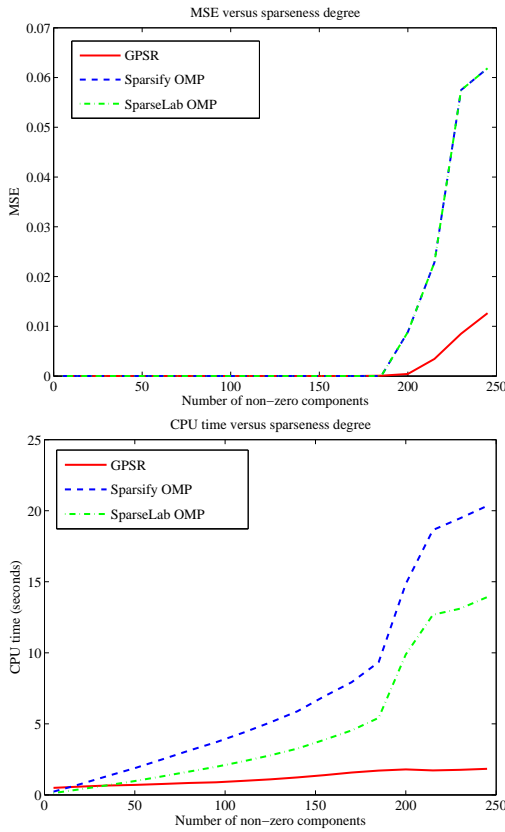 MSE versus sparseness degree
0.07
0.06
0.05
0.04
0.03
0.02
0.01
0
MSE
GPSR
Sparsify OMP
SparseLab OMP
0 50 100 150 200 250
Number of non−zero components
CPU time versus sparseness degree
25
20
15
10
5
0
CPU time (seconds)
GPSR
Sparsify OMP
SparseLab OMP
0 50 100 150 200 250
Number of non−zero components